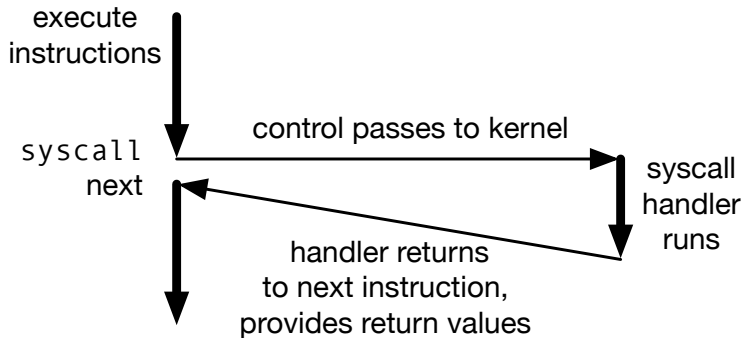 execute
instructions
control passes to kernel
syscall
next
syscall
handler
runs
handler returns
to next instruction,
provides return values